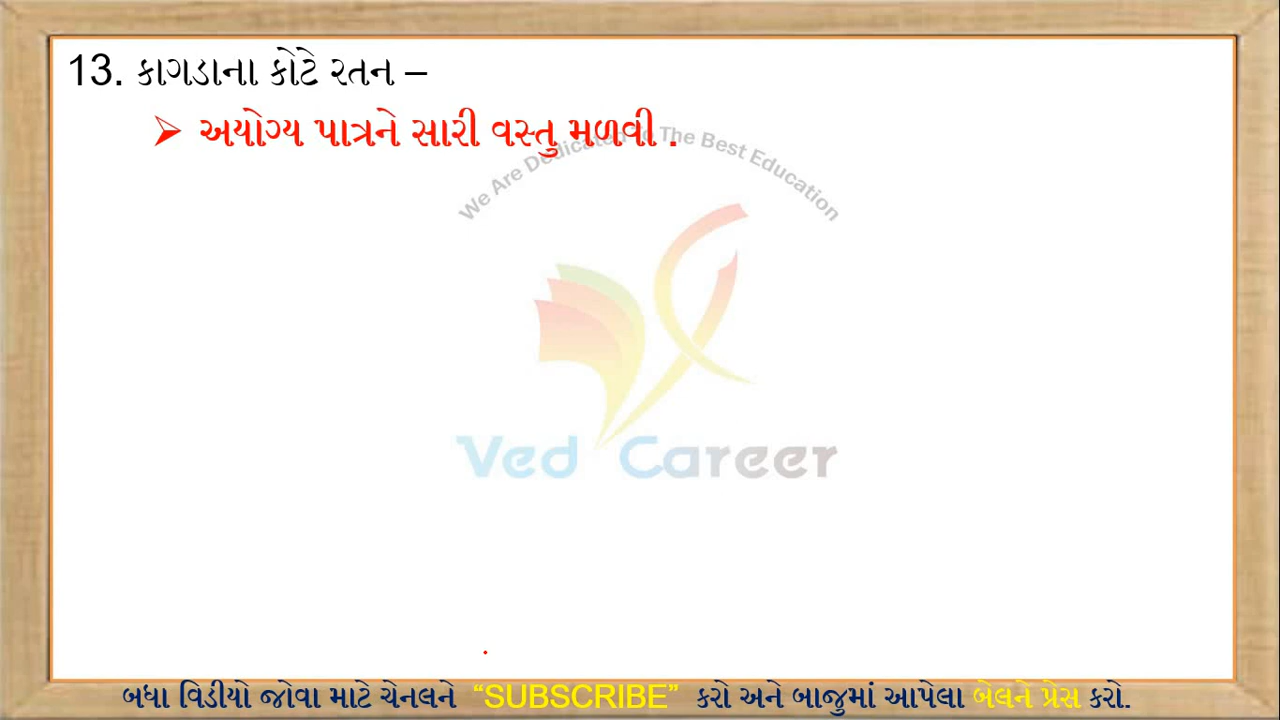 13. કાગડાના કોટે રતન –
➢ અયોગ્ય પાત્રને સારી વસ્તુ મળવી .
We Are Dedicated To The Best Education
Ved Career
બધા વિડીયો જોવા માટે ચેનલને “SUBSCRIBE” કરો અને બાજુમાં આપેલા બેલને પ્રેસ કરો.